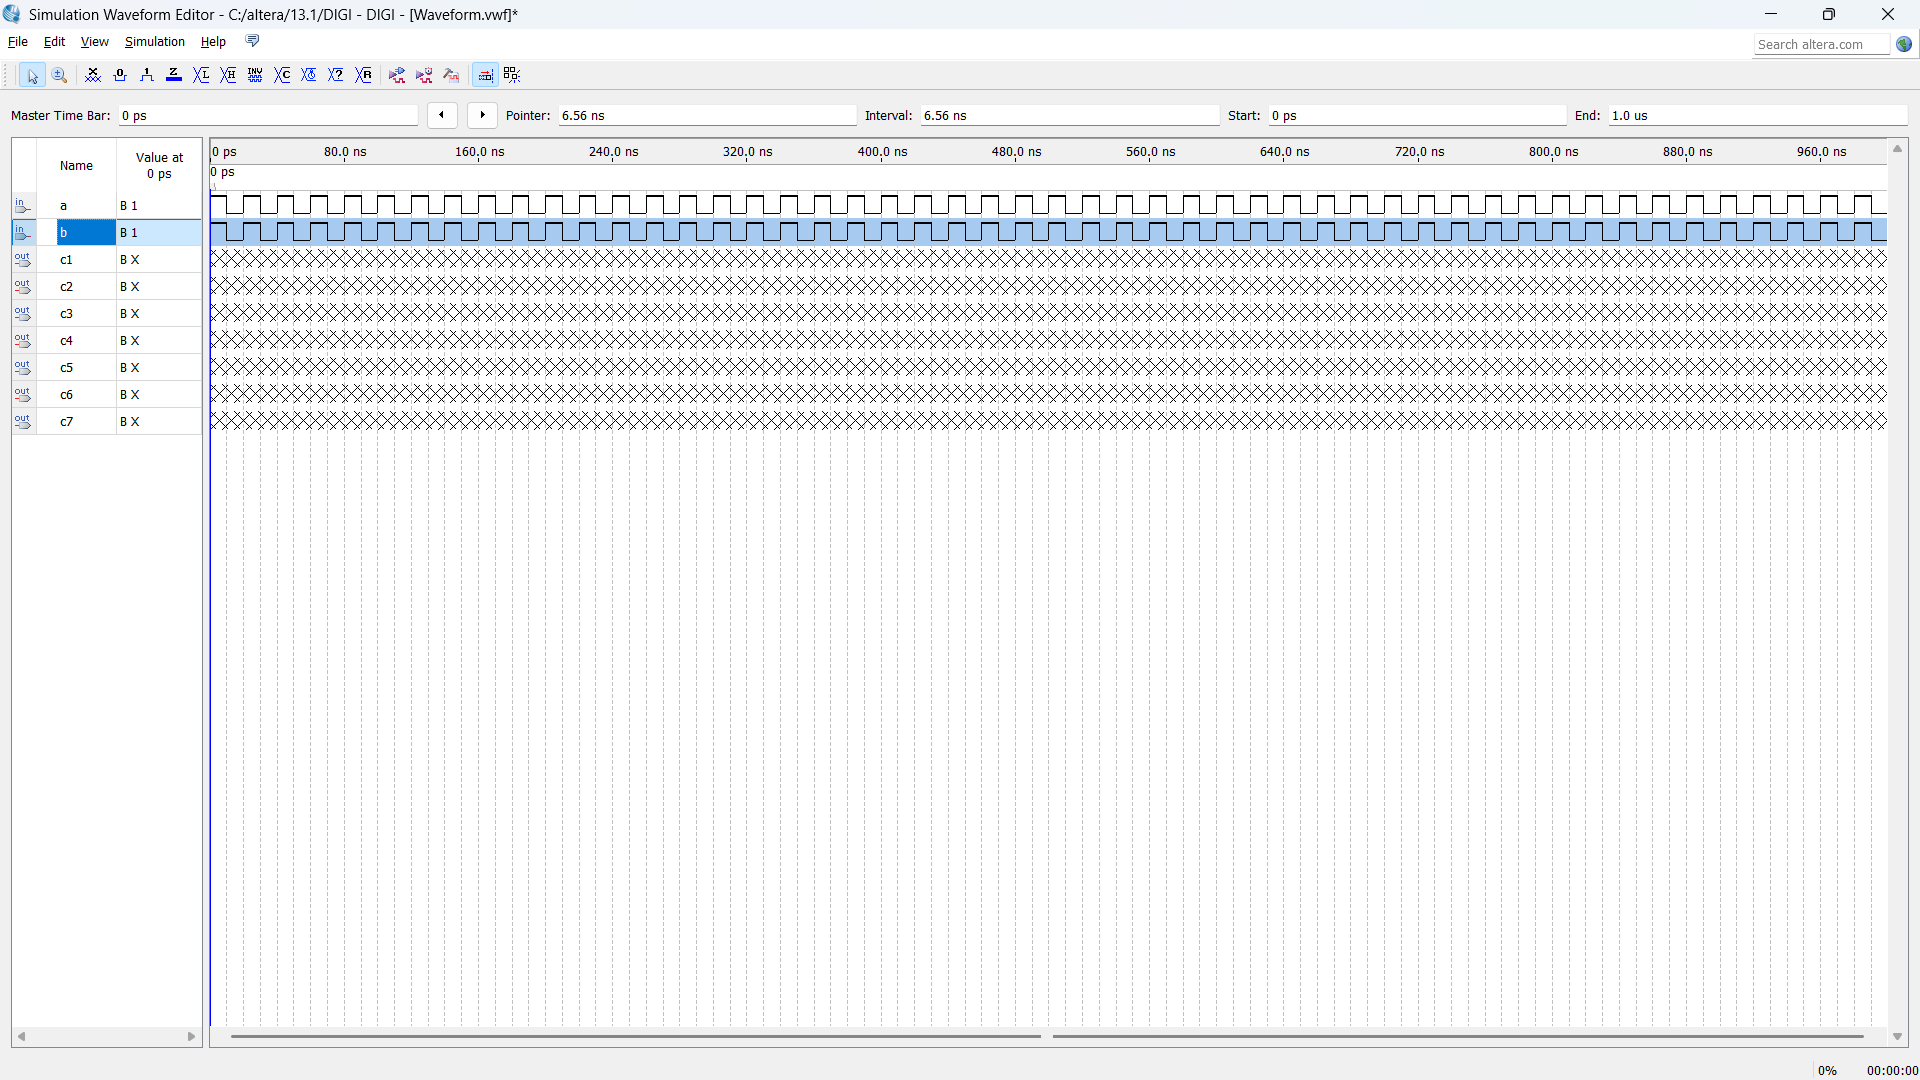 Simulation Waveform Editor - C:/altera/13.1/DIGI - DIGI - [Waveform.vwf]*
File Edit View Simulation Help
Search altera.com
Master Time Bar: 0 ps Pointer: 6.56 ns Interval: 6.56 ns Start: 0 ps End: 1.0 us
Name Value at 0 ps
0 ps 80.0 ns 160.0 ns 240.0 ns 320.0 ns 400.0 ns 480.0 ns 560.0 ns 640.0 ns 720.0 ns 800.0 ns 880.0 ns 960.0 ns
0 ps
in a B 1
in b B 1
out c1 B X
out c2 B X
out c3 B X
out c4 B X
out c5 B X
out c6 B X
out c7 B X
0% 00:00:00